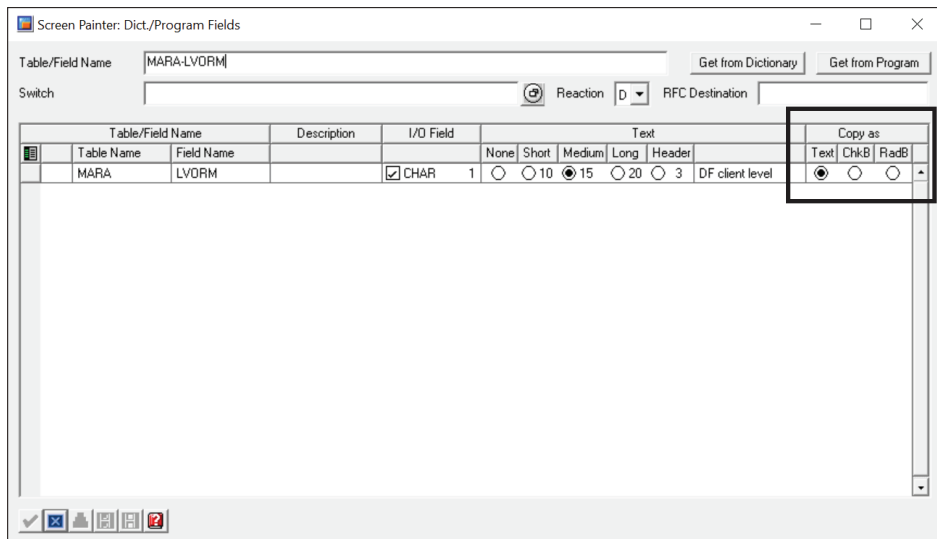 Screen Painter: Dict./Program Fields
Table/Field Name MARA-LVORM Get from Dictionary Get from Program
Switch Reaction D RFC Destination
Table/Field Name Description I/O Field Text Copy as
Table Name Field Name None Short Medium Long Header Text ChkB RadB
MARA LVORM CHAR 1 10 15 20 3 DF client level